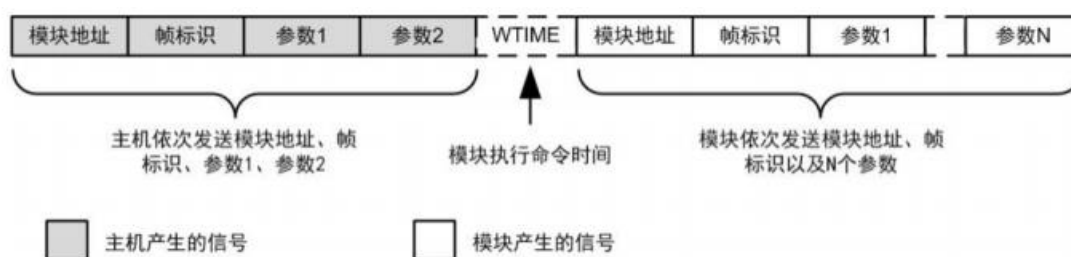 模块地址 帧标识 参数1 参数2 WTIME 模块地址 帧标识 参数1 参数N
主机依次发送模块地址、帧
标识、参数1、参数2
模块执行命令时间
模块依次发送模块地址、帧
标识以及N个参数
主机产生的信号 模块产生的信号